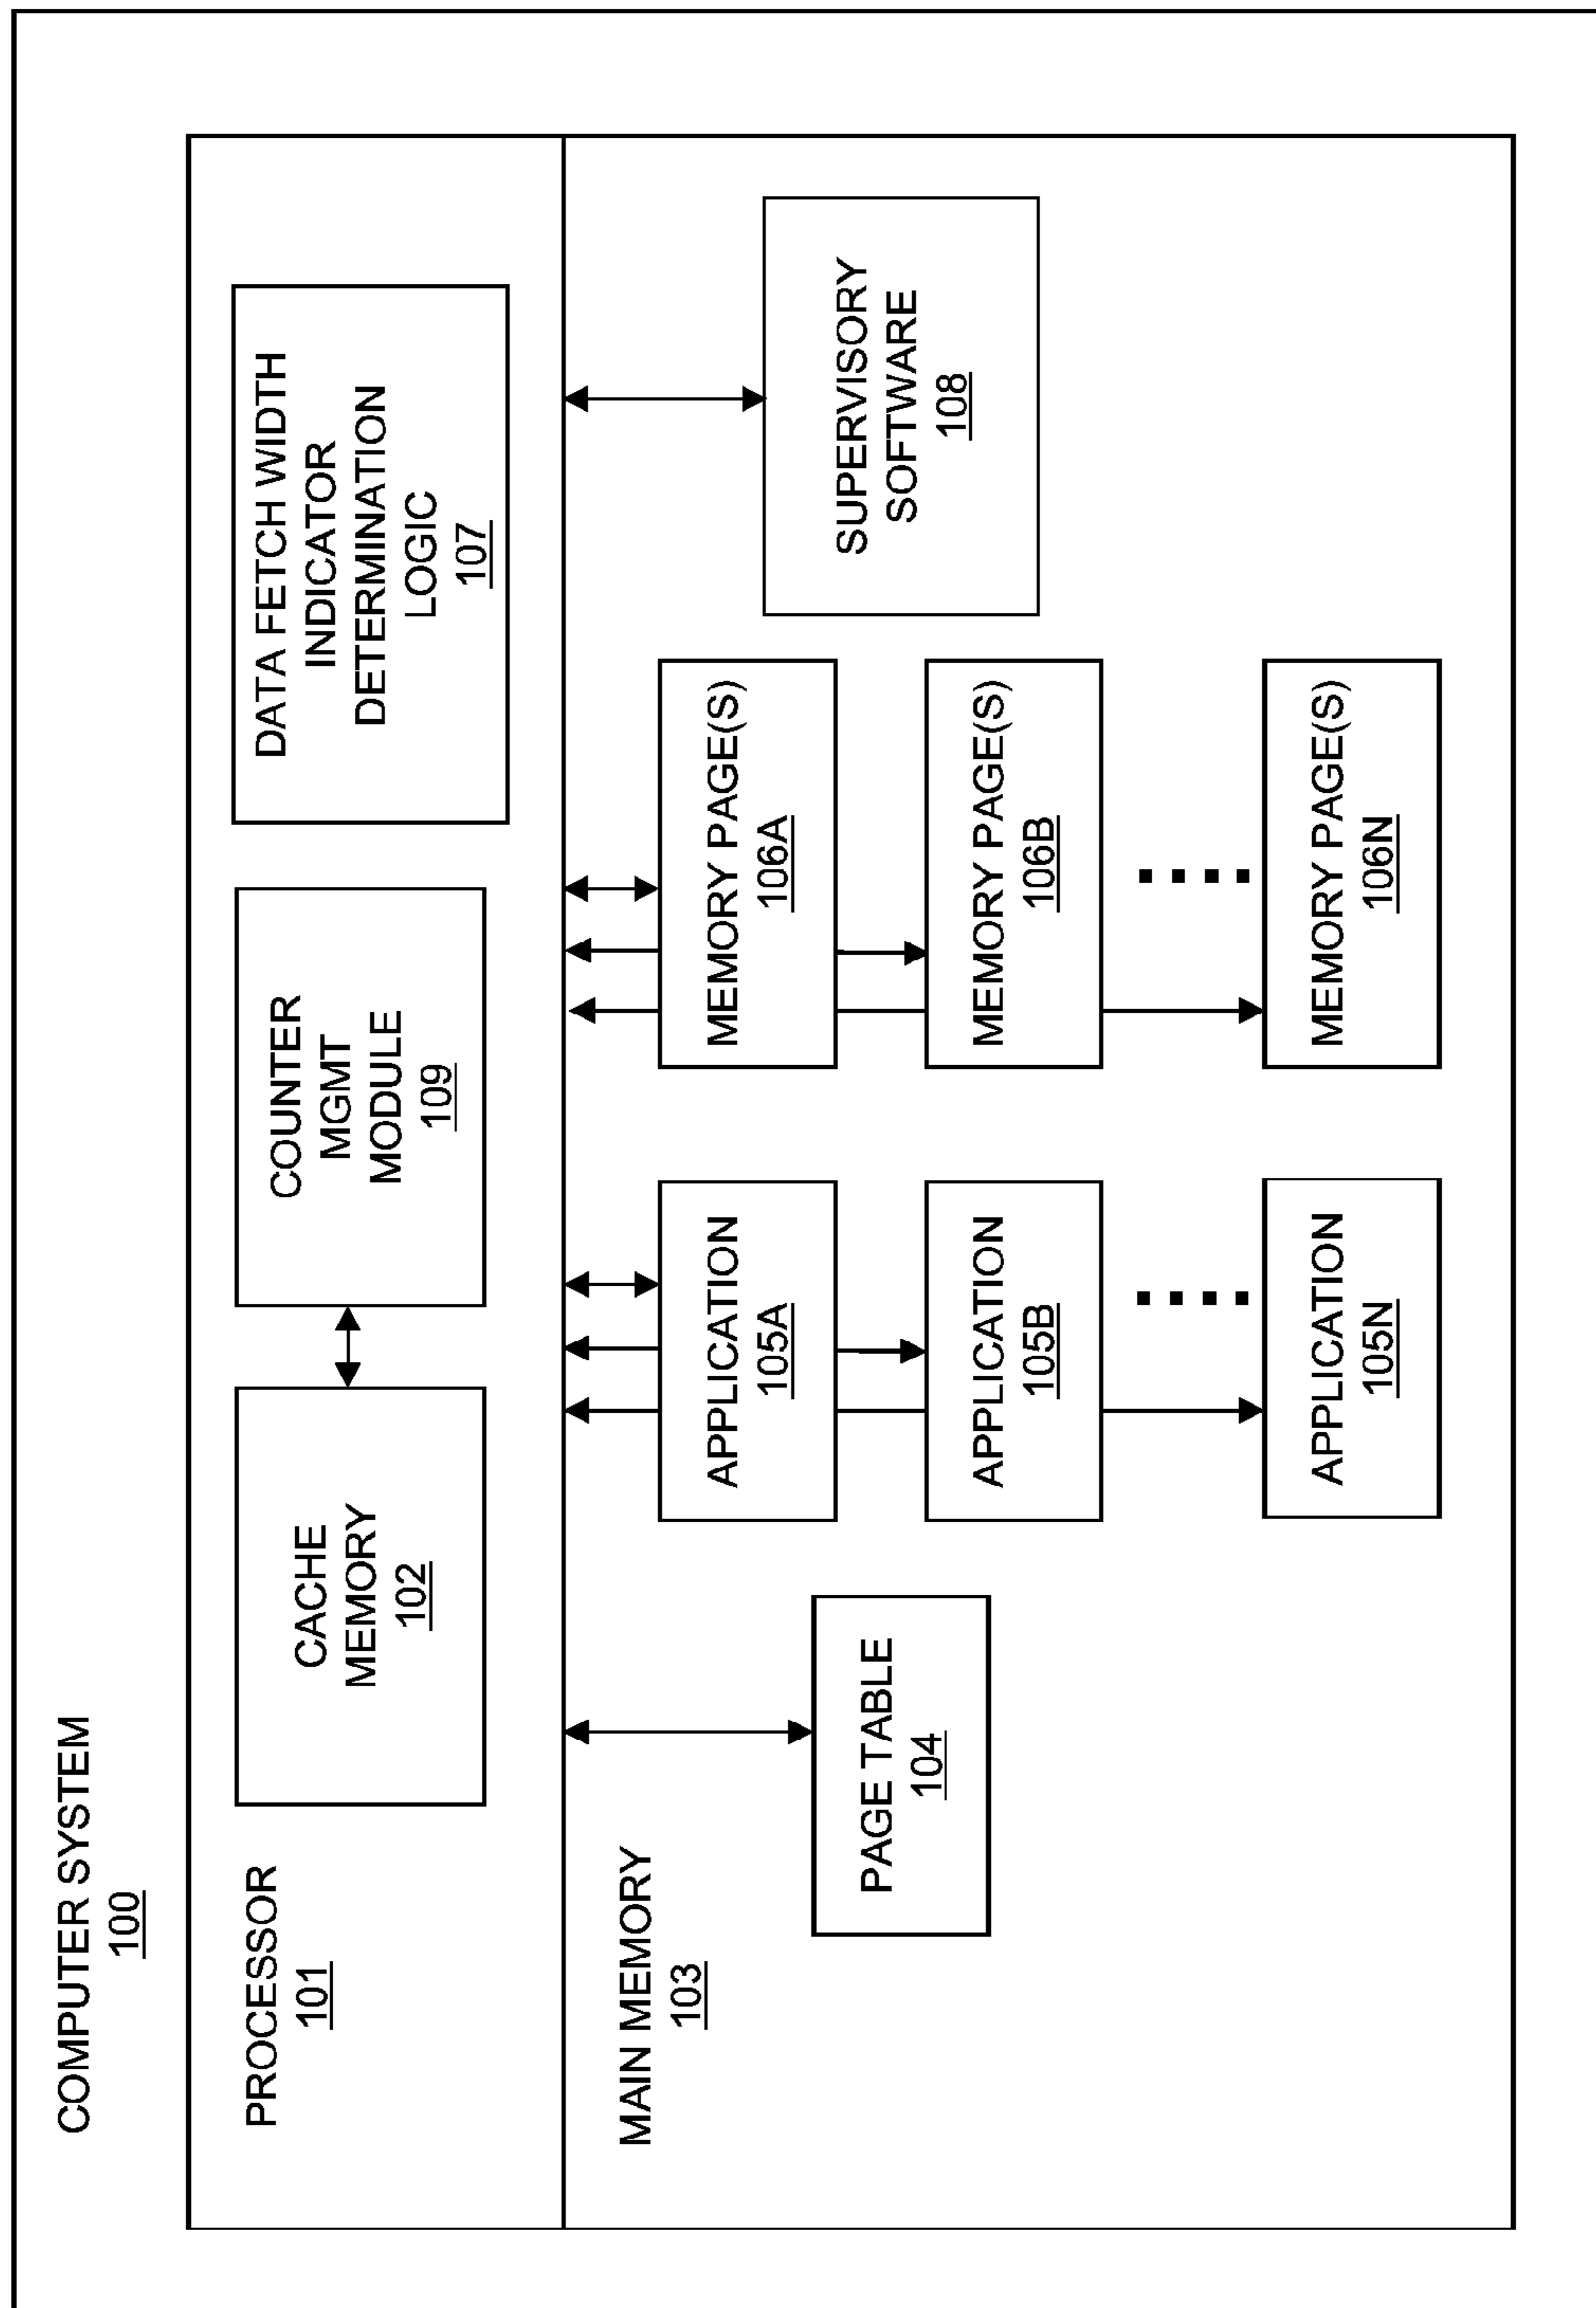 COMPUTER SYSTEM
100
PROCESSOR
101
CACHE
MEMORY
102
COUNTER
MGMT
MODULE
109
DATA FETCH WIDTH
INDICATOR
DETERMINATION
LOGIC
107
MAIN MEMORY
103
PAGE TABLE
104
APPLICATION
105A
APPLICATION
105B
APPLICATION
105N
MEMORY PAGE(S)
106A
MEMORY PAGE(S)
106B
MEMORY PAGE(S)
106N
SUPERVISORY
SOFTWARE
108